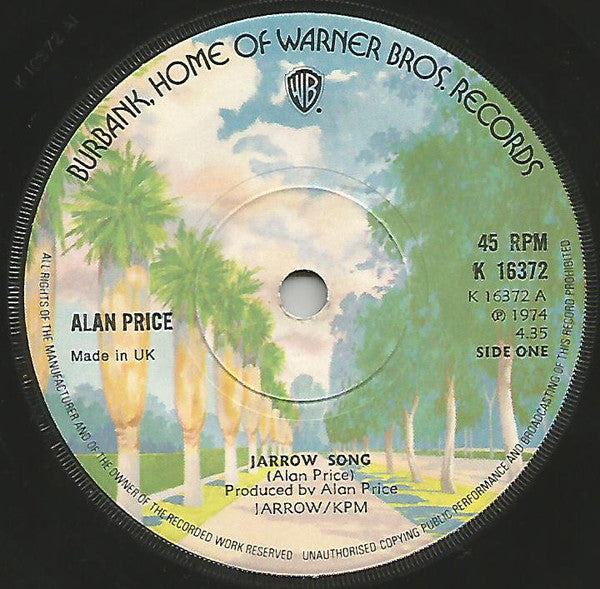 K 16372 A
BURBANK, HOME OF WARNER BROS. RECORDS
WB
45 RPM
K 16372
K 16372 A
℗ 1974
4.35
SIDE ONE
ALAN PRICE
Made in UK
JARROW SONG
(Alan Price)
Produced by Alan Price
JARROW/KPM
ALL RIGHTS OF THE MANUFACTURER AND OF THE OWNER OF THE RECORDED WORK RESERVED UNAUTHORISED COPYING PUBLIC PERFORMANCE AND BROADCASTING OF THIS RECORD PROHIBITED